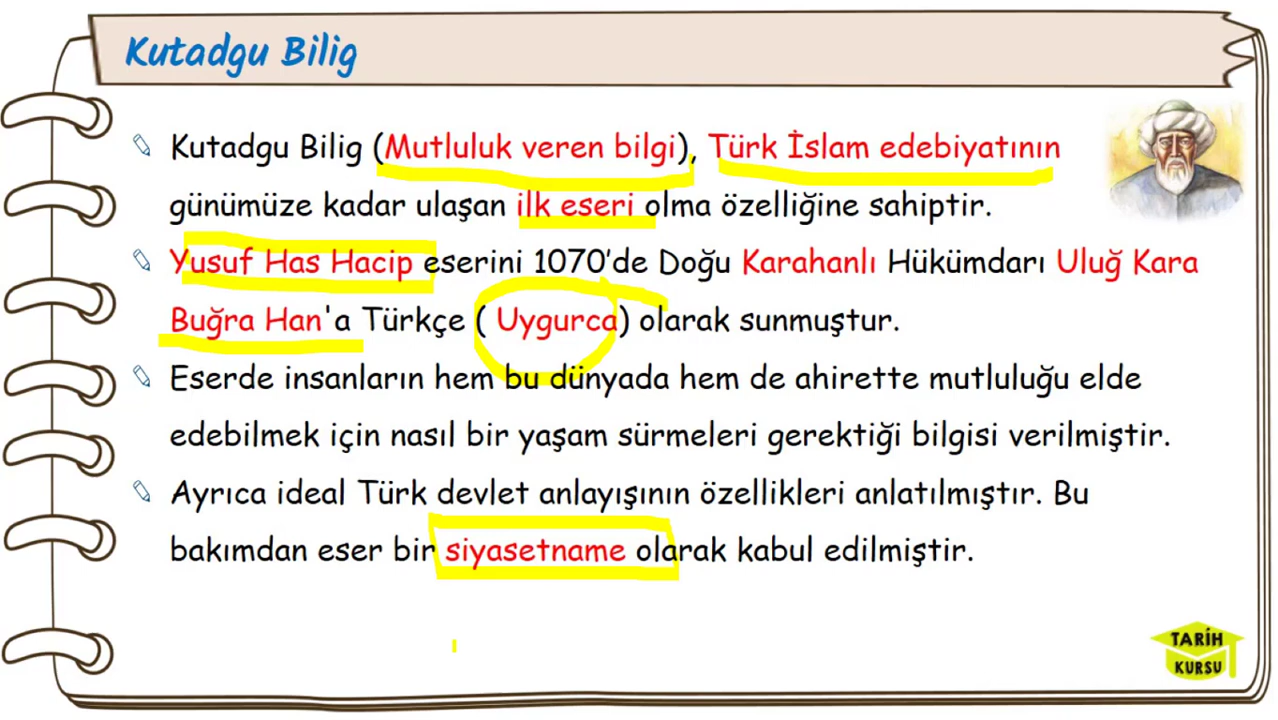 Kutadgu Bilig
Kutadgu Bilig (Mutluluk veren bilgi), Türk İslam edebiyatının
günümüze kadar ulaşan ilk eseri olma özelliğine sahiptir.
Yusuf Has Hacip eserini 1070'de Doğu Karahanlı Hükümdarı Uluğ Kara
Buğra Han'a Türkçe ( Uygurca) olarak sunmuştur.
Eserde insanların hem bu dünyada hem de ahirette mutluluğu elde
edebilmek için nasıl bir yaşam sürmeleri gerektiği bilgisi verilmiştir.
Ayrıca ideal Türk devlet anlayışının özellikleri anlatılmıştır. Bu
bakımdan eser bir siyasetname olarak kabul edilmiştir.
TARİH
KURSU